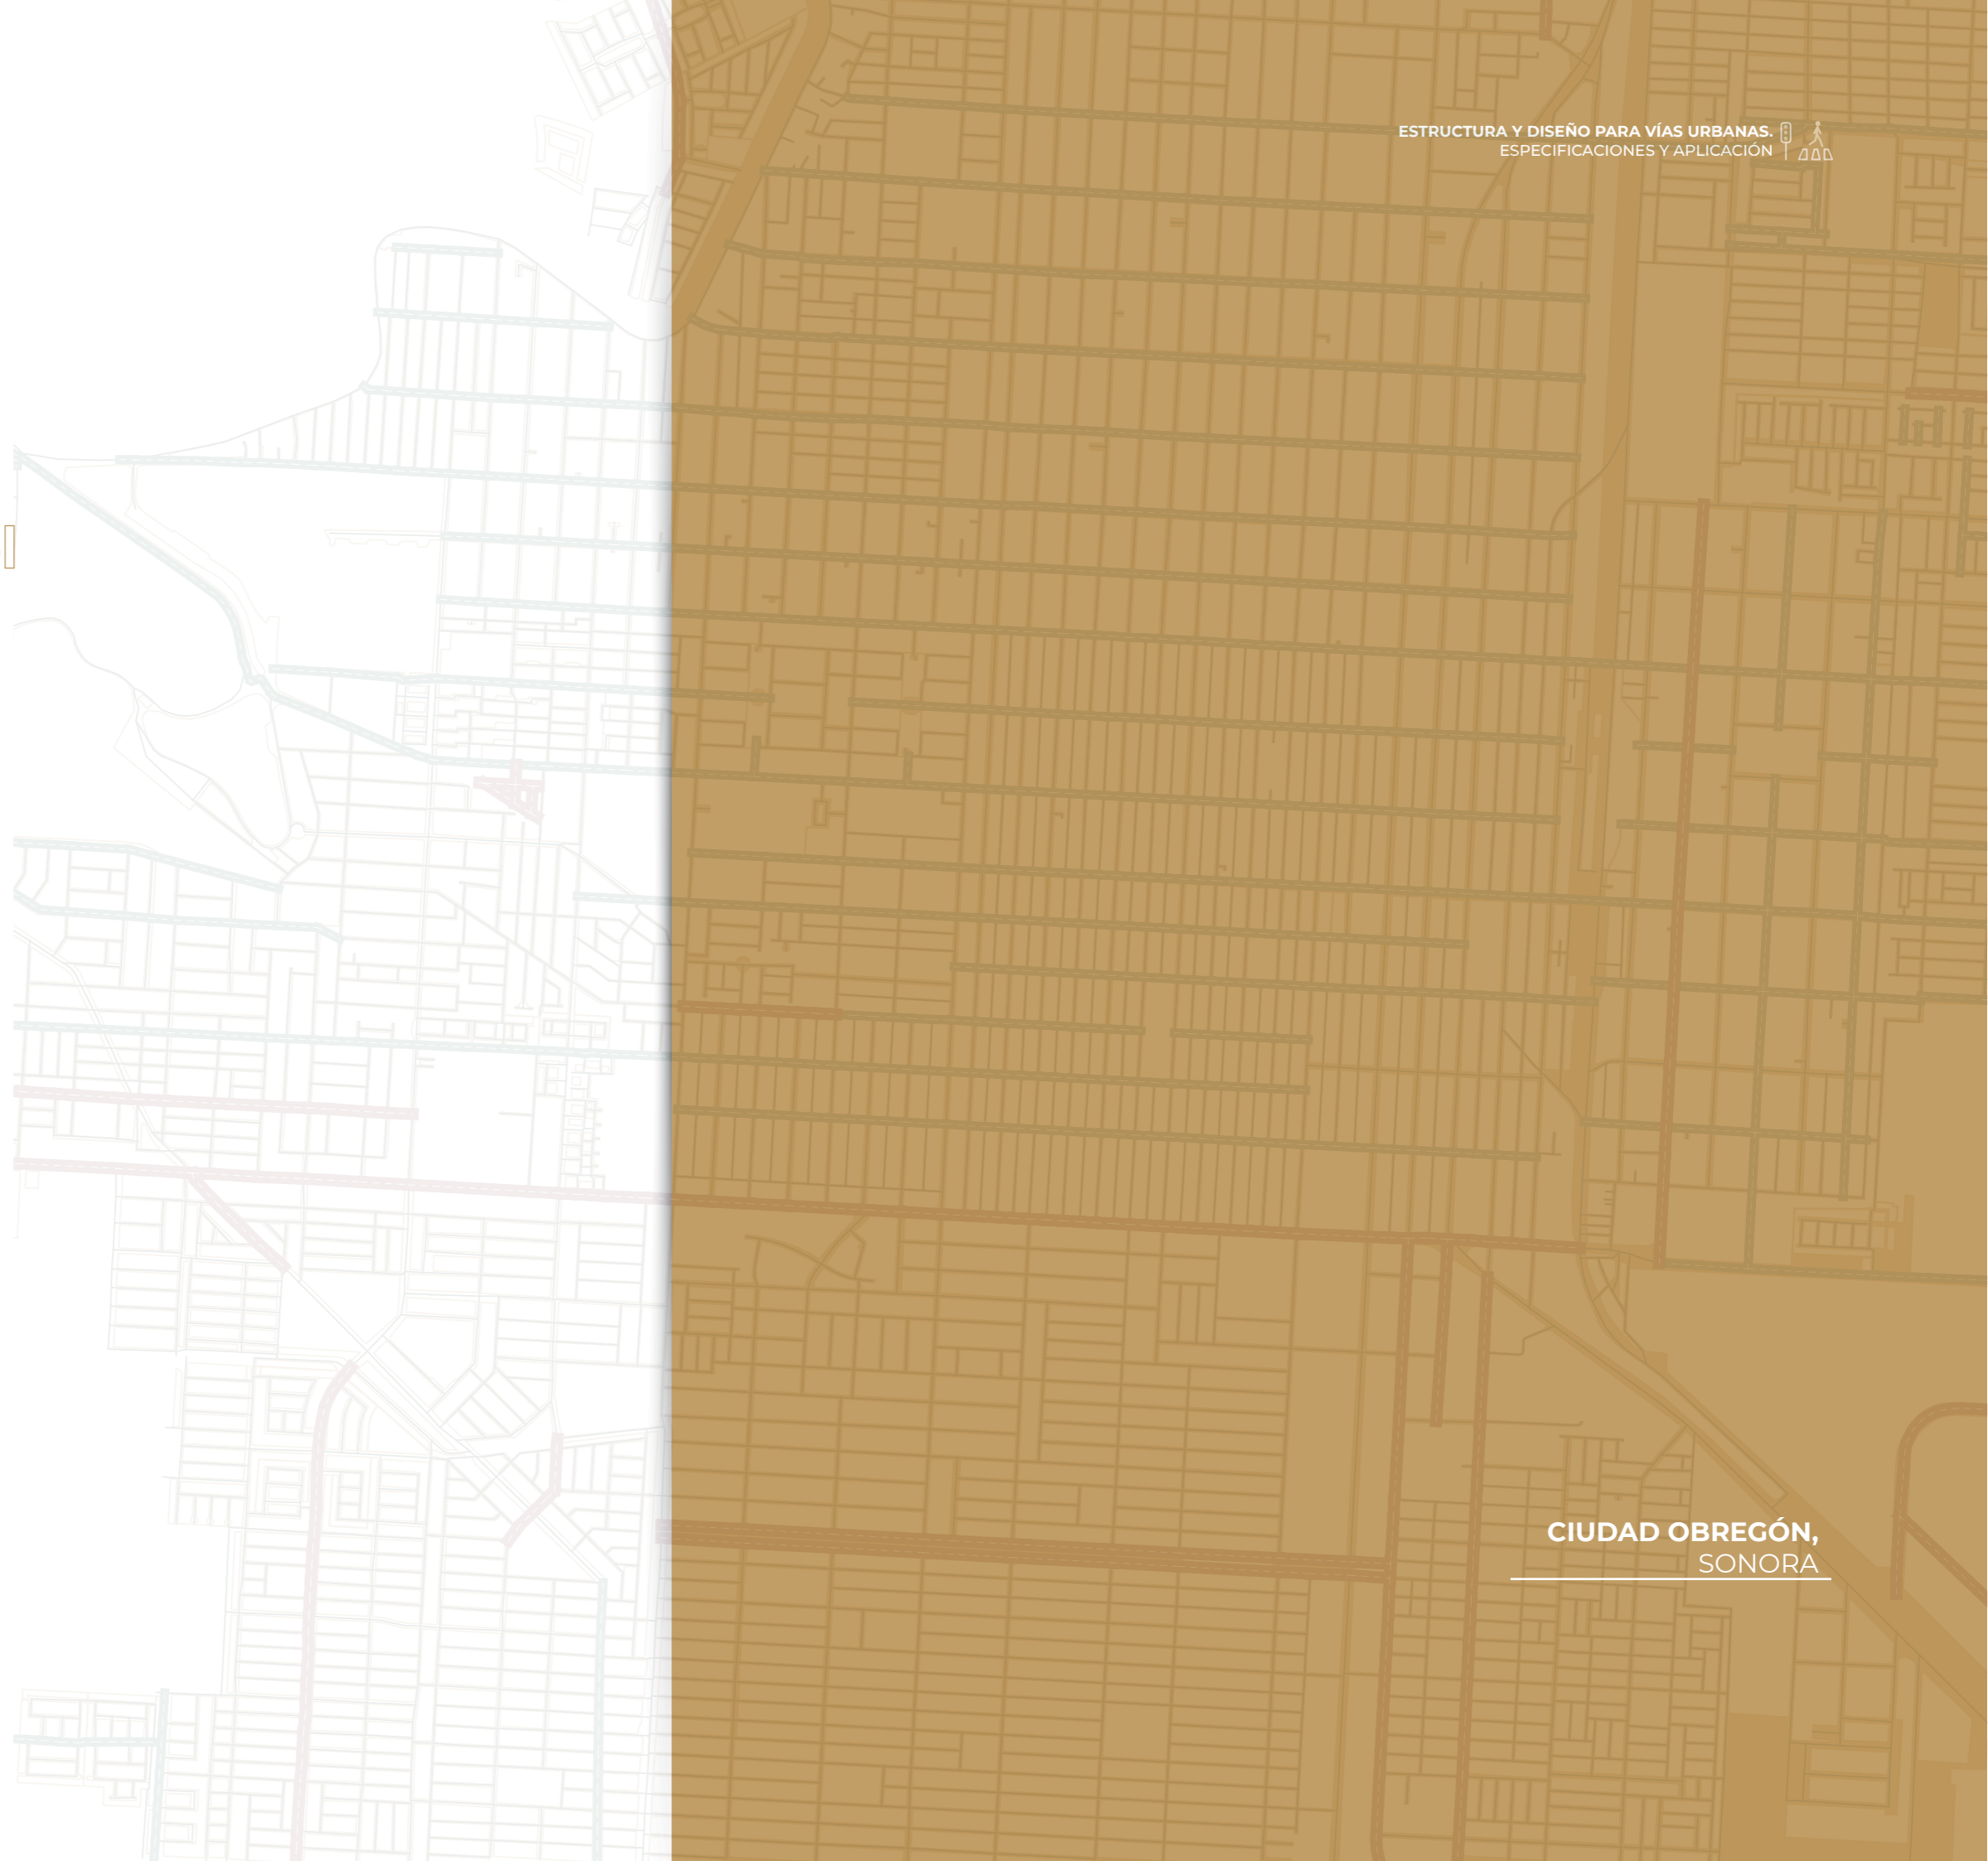 ESTRUCTURA Y DISEÑO PARA VÍAS URBANAS.
ESPECIFICACIONES Y APLICACIÓN
CIUDAD OBREGÓN,
SONORA